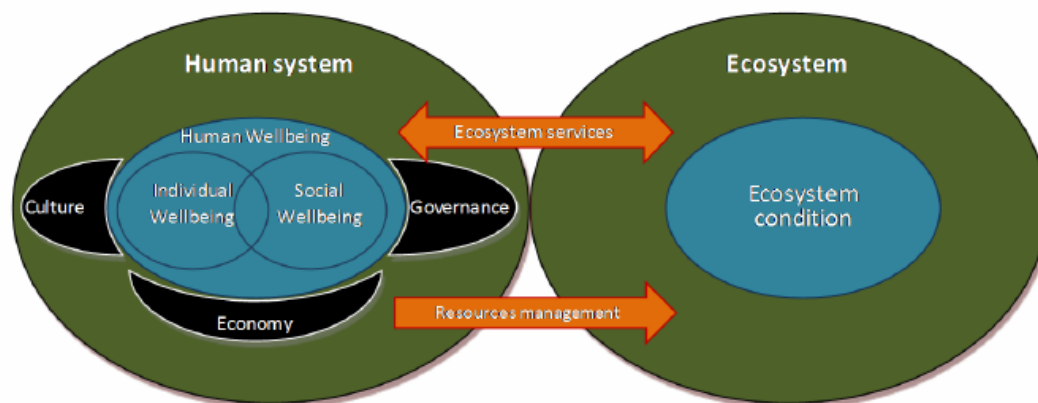 Human system
Ecosystem
Human Wellbeing
Ecosystem services
Individual
Wellbeing
Social
Wellbeing
Culture
Governance
Ecosystem
condition
Economy
Resources management